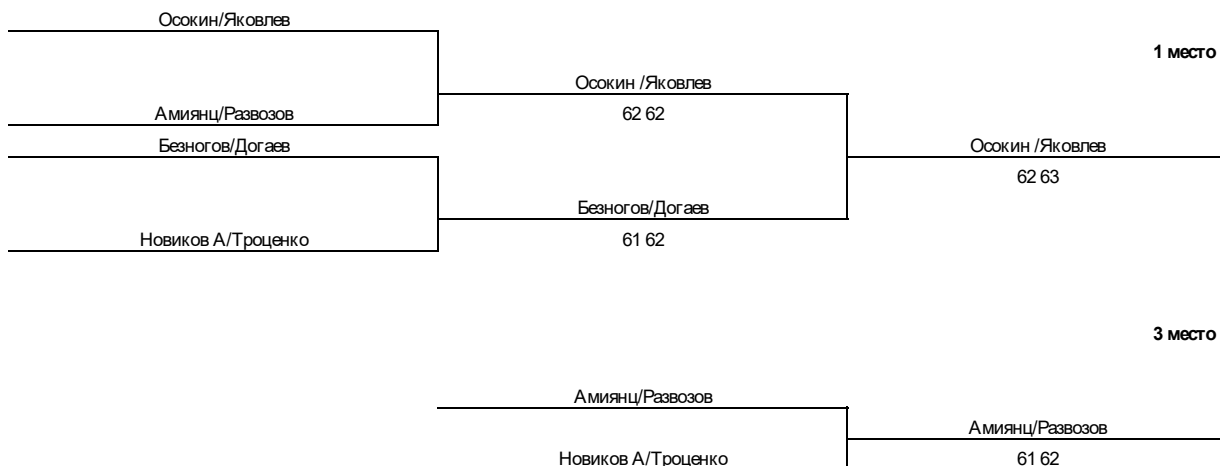 Осокин/Яковлев
1 место
Осокин /Яковлев
Амиянц/Развозов
62 62
Безногов/Догаев
Осокин /Яковлев
62 63
Безногов/Догаев
Новиков А/Троценко
61 62
3 место
Амиянц/Развозов
Амиянц/Развозов
Новиков А/Троценко
61 62